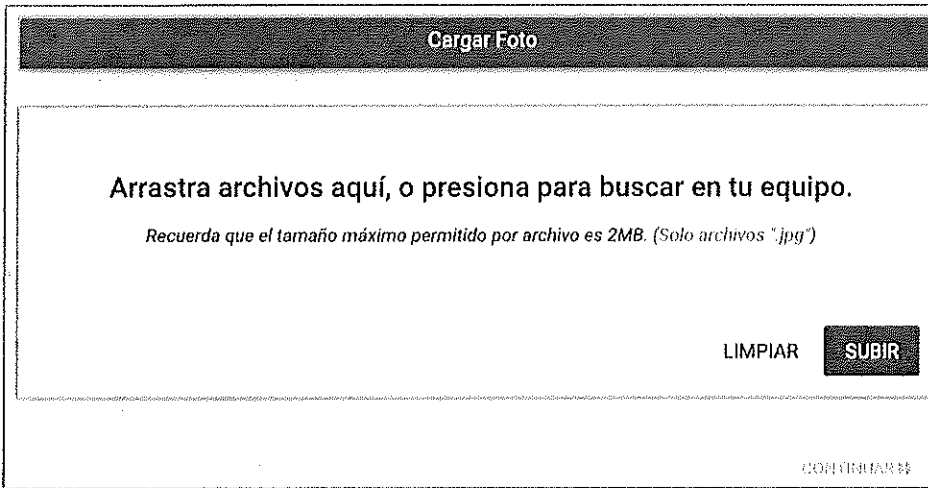 Cargar Foto
Arrastra archivos aquí, o presiona para buscar en tu equipo.
Recuerda que el tamaño máximo permitido por archivo es 2MB. (Solo archivos ".jpg")
LIMPIAR SUBIR
CONTINUAR